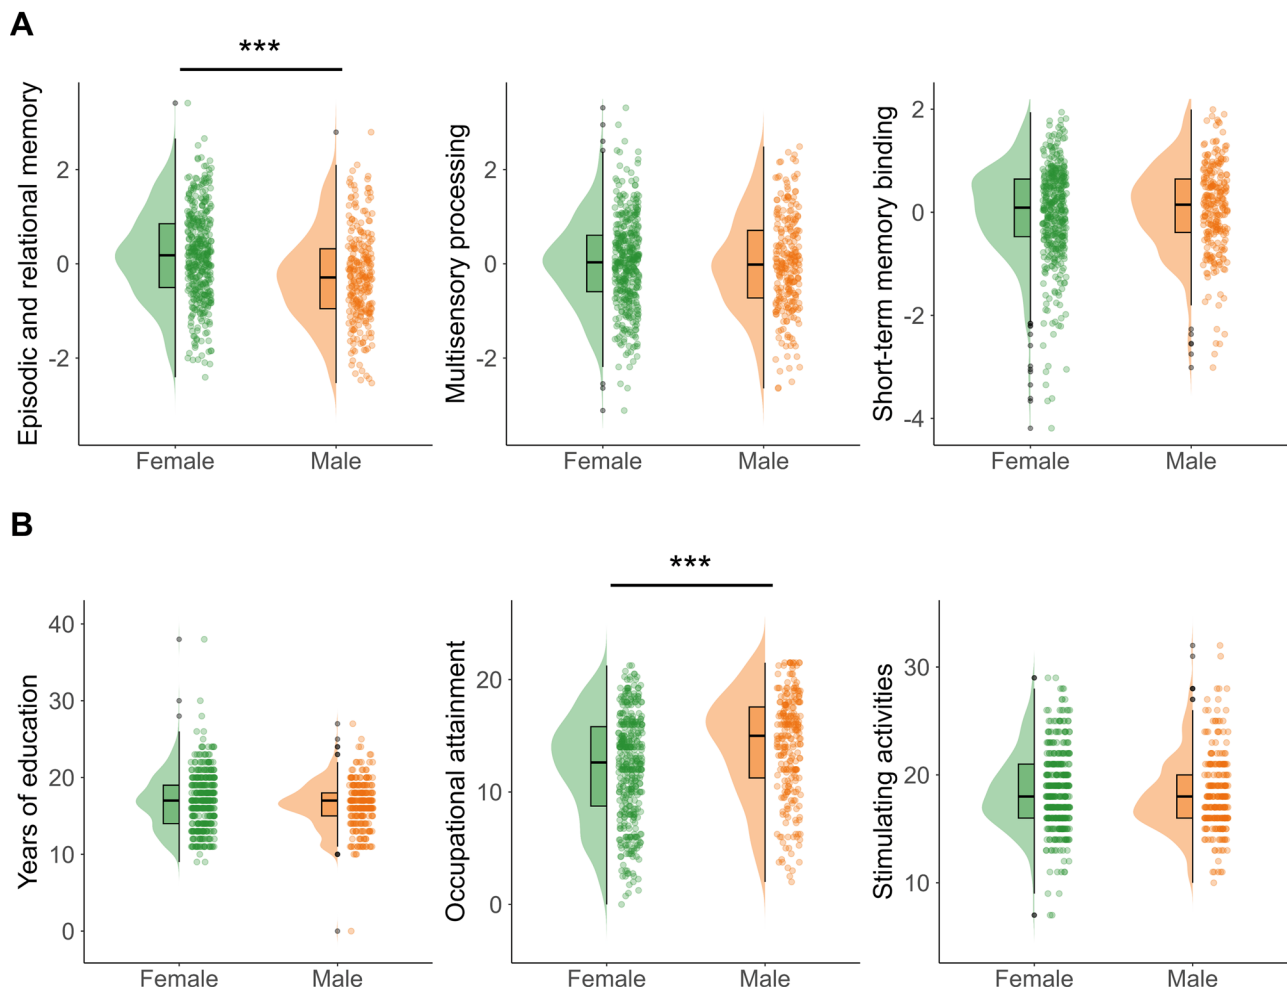 A
***
Episodic and relational memory
2
0
-2
Female
Male
Multisensory processing
2
0
-2
Female
Male
Short-term memory binding
2
0
-2
-4
Female
Male
B
Years of education
40
30
20
10
0
Female
Male
***
Occupational attainment
20
10
0
Female
Male
Stimulating activities
30
20
10
Female
Male